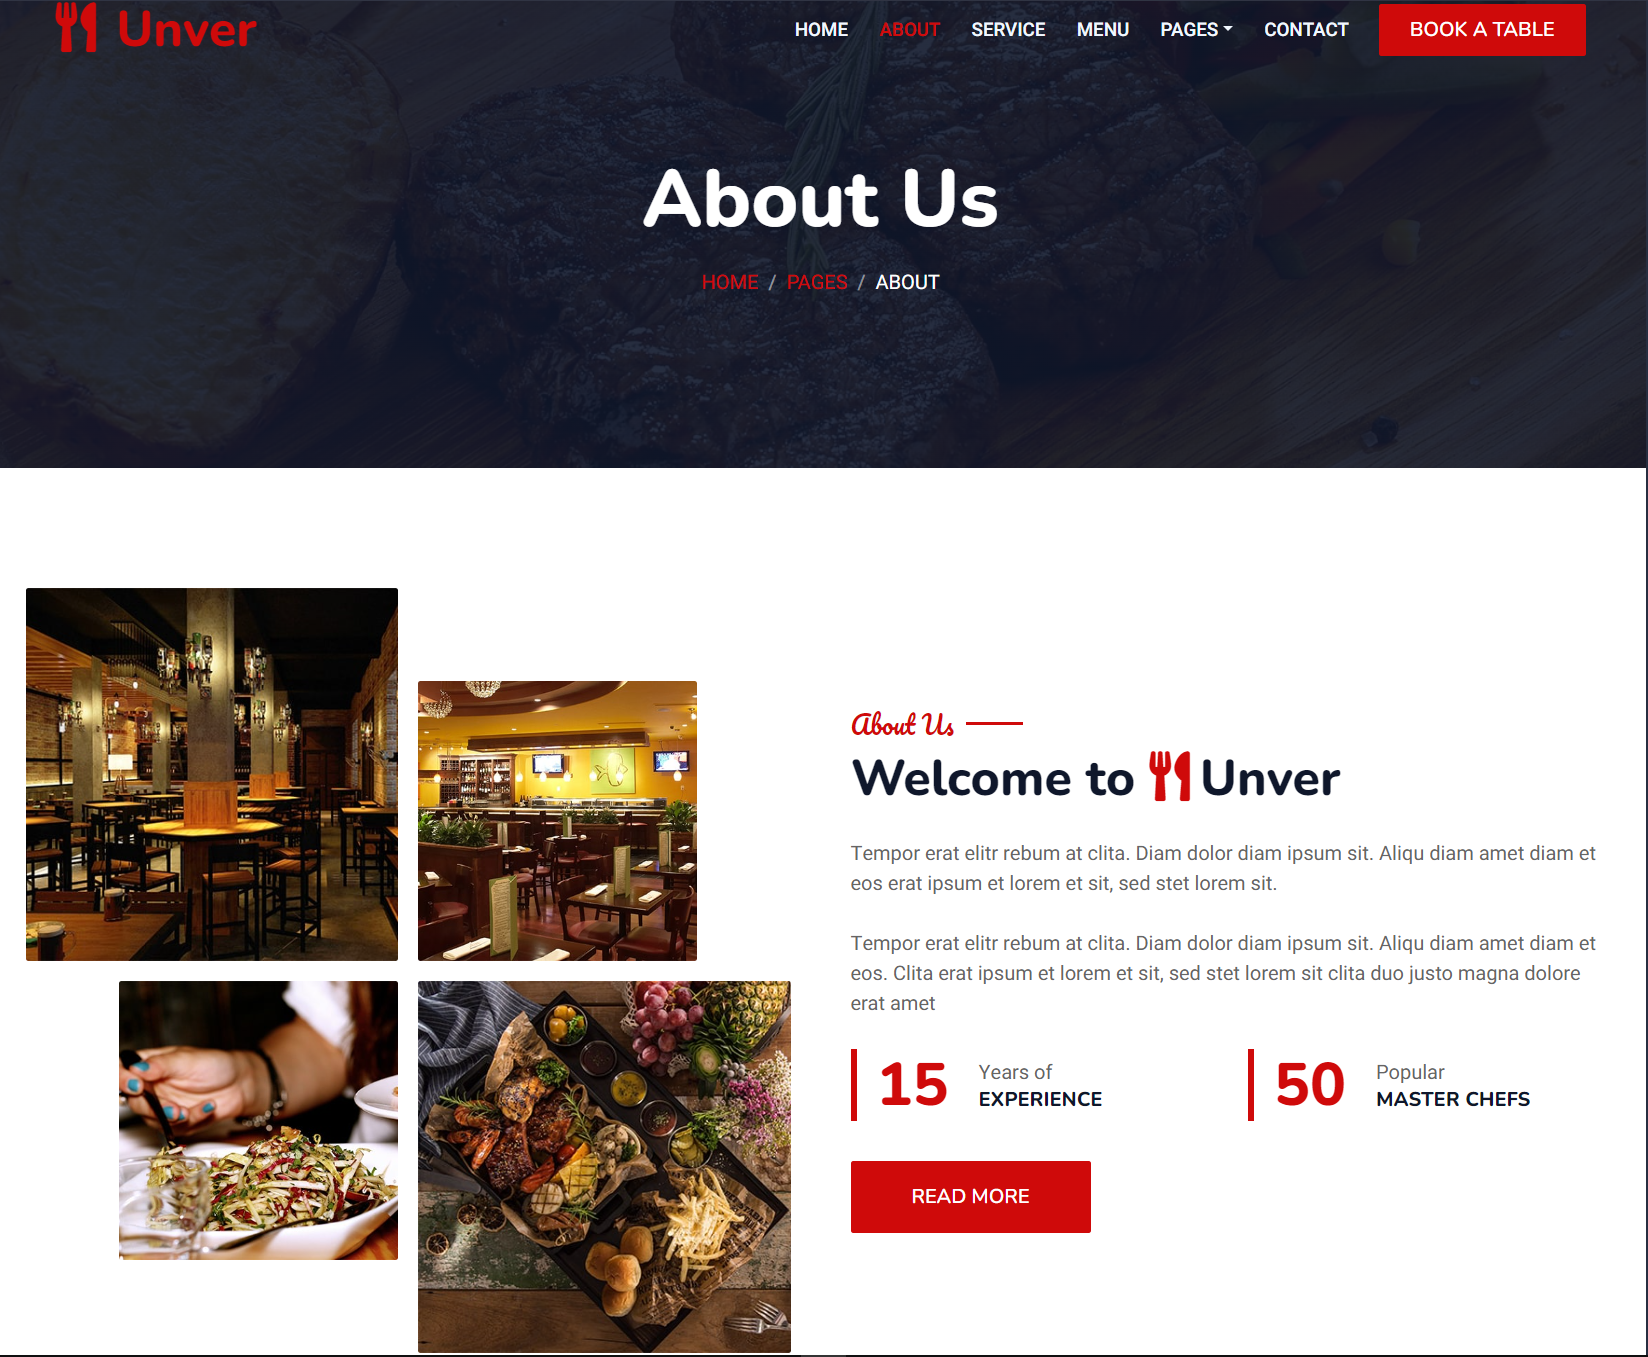 Unver
HOME ABOUT SERVICE MENU PAGES CONTACT BOOK A TABLE
About Us
HOME / PAGES / ABOUT
About Us
Welcome to Unver
Tempor erat elitr rebum at clita. Diam dolor diam ipsum sit. Aliqu diam amet diam et
eos erat ipsum et lorem et sit, sed stet lorem sit.
Tempor erat elitr rebum at clita. Diam dolor diam ipsum sit. Aliqu diam amet diam et
eos. Clita erat ipsum et lorem et sit, sed stet lorem sit clita duo justo magna dolore
erat amet
15 Years of
EXPERIENCE
50 Popular
MASTER CHEFS
READ MORE